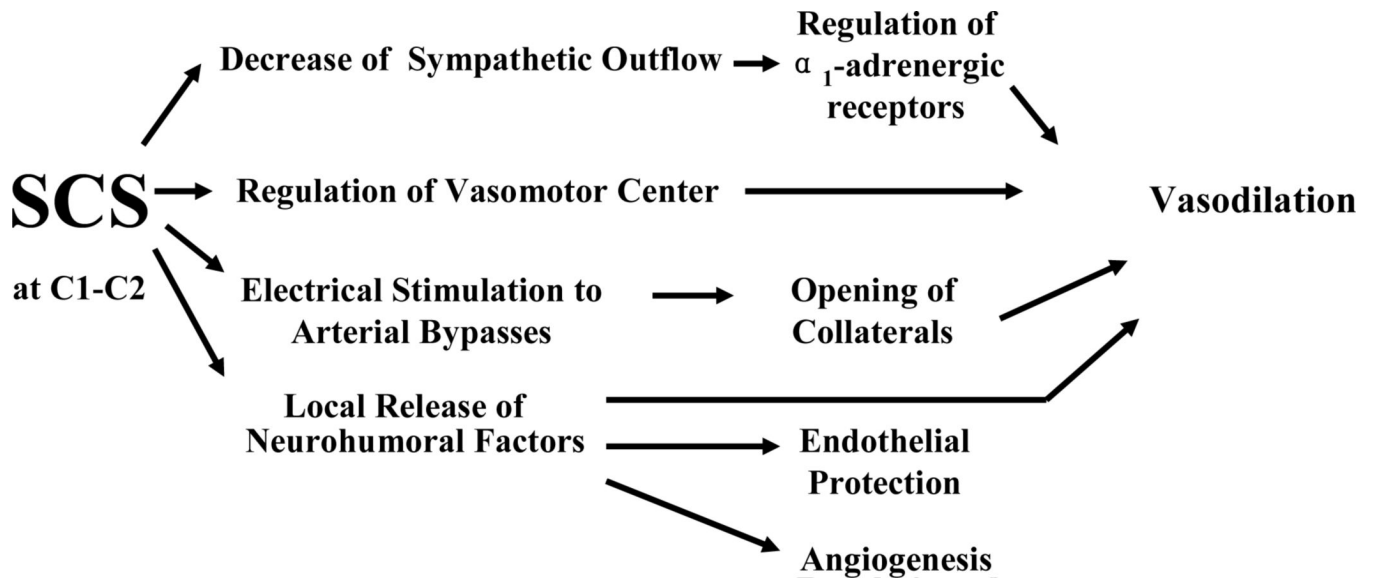 Decrease of Sympathetic Outflow
Regulation of
α1-adrenergic
receptors
SCS
at C1-C2
Regulation of Vasomotor Center
Vasodilation
Electrical Stimulation to
Arterial Bypasses
Opening of
Collaterals
Local Release of
Neurohumoral Factors
Endothelial
Protection
Angiogenesis